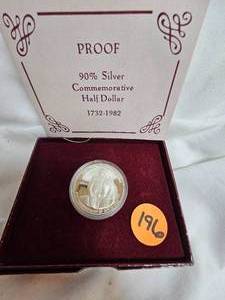 PROOF
90% Silver
Commemorative
Half Dollar
1732-1982
196